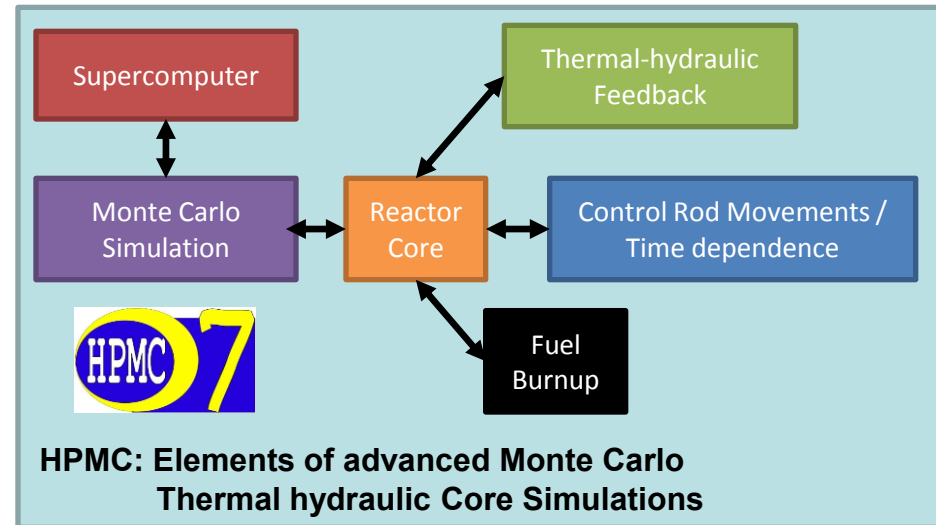 Supercomputer
Thermal-hydraulic
Feedback
Monte Carlo
Simulation
Reactor
Core
Control Rod Movements /
Time dependence
Fuel
Burnup
HPMC 7
HPMC: Elements of advanced Monte Carlo
Thermal hydraulic Core Simulations